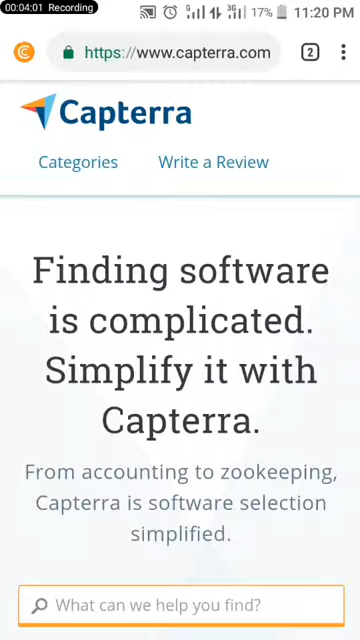 00:04:01 Recording
G
3G
17%
11:20 PM
https://www.capterra.com
2
Capterra
Categories
Write a Review
Finding software
is complicated.
Simplify it with
Capterra.
From accounting to zookeeping,
Capterra is software selection
simplified.
What can we help you find?